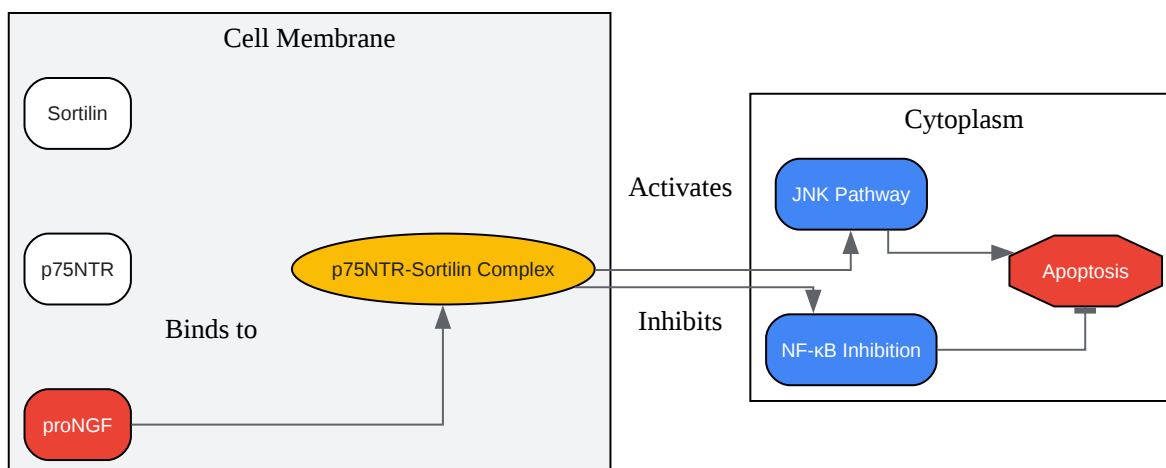 Cell Membrane
Sortilin
p75NTR
p75NTR-Sortilin Complex
Binds to
proNGF
Activates
Inhibits
Cytoplasm
JNK Pathway
Apoptosis
NF-κB Inhibition